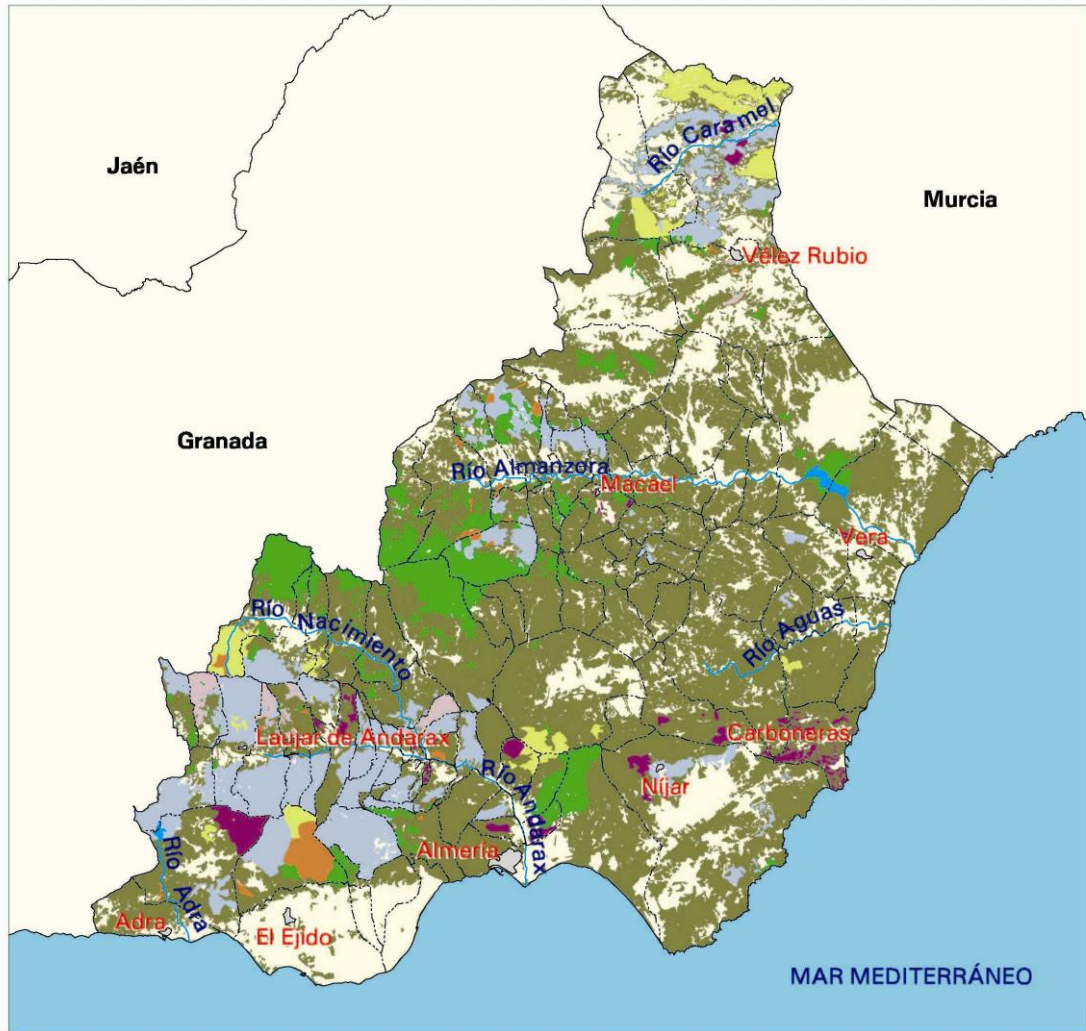 Río Caramel
Jaén
Murcia
Vélez Rubio
Granada
Río Almanzora
Macael
Vera
Río Nacimiento
Río Aguas
Laujar de Andarax
Carboneras
Río Andarax
Níjar
Almería
Río Adra
Adra
El Ejido
MAR MEDITERRÁNEO